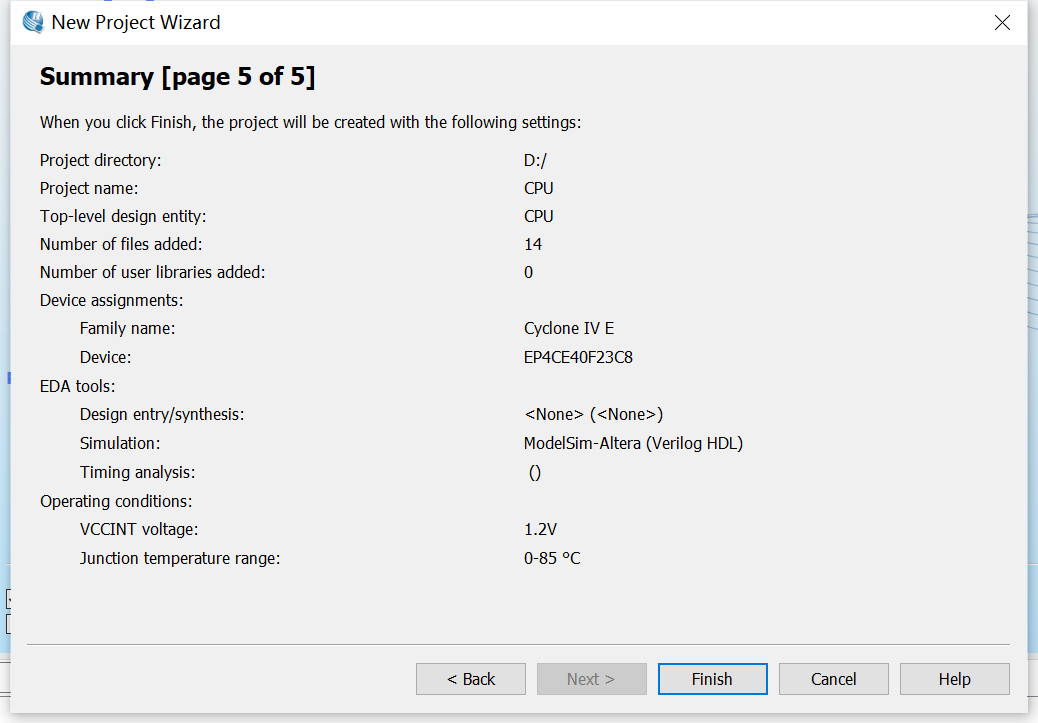 New Project Wizard
Summary [page 5 of 5]
When you click Finish, the project will be created with the following settings:
Project directory: D:/
Project name: CPU
Top-level design entity: CPU
Number of files added: 14
Number of user libraries added: 0
Device assignments:
Family name: Cyclone IV E
Device: EP4CE40F23C8
EDA tools:
Design entry/synthesis: <None> (<None>)
Simulation: ModelSim-Altera (Verilog HDL)
Timing analysis: ()
Operating conditions:
VCCINT voltage: 1.2V
Junction temperature range: 0-85 °C
< Back Next > Finish Cancel Help